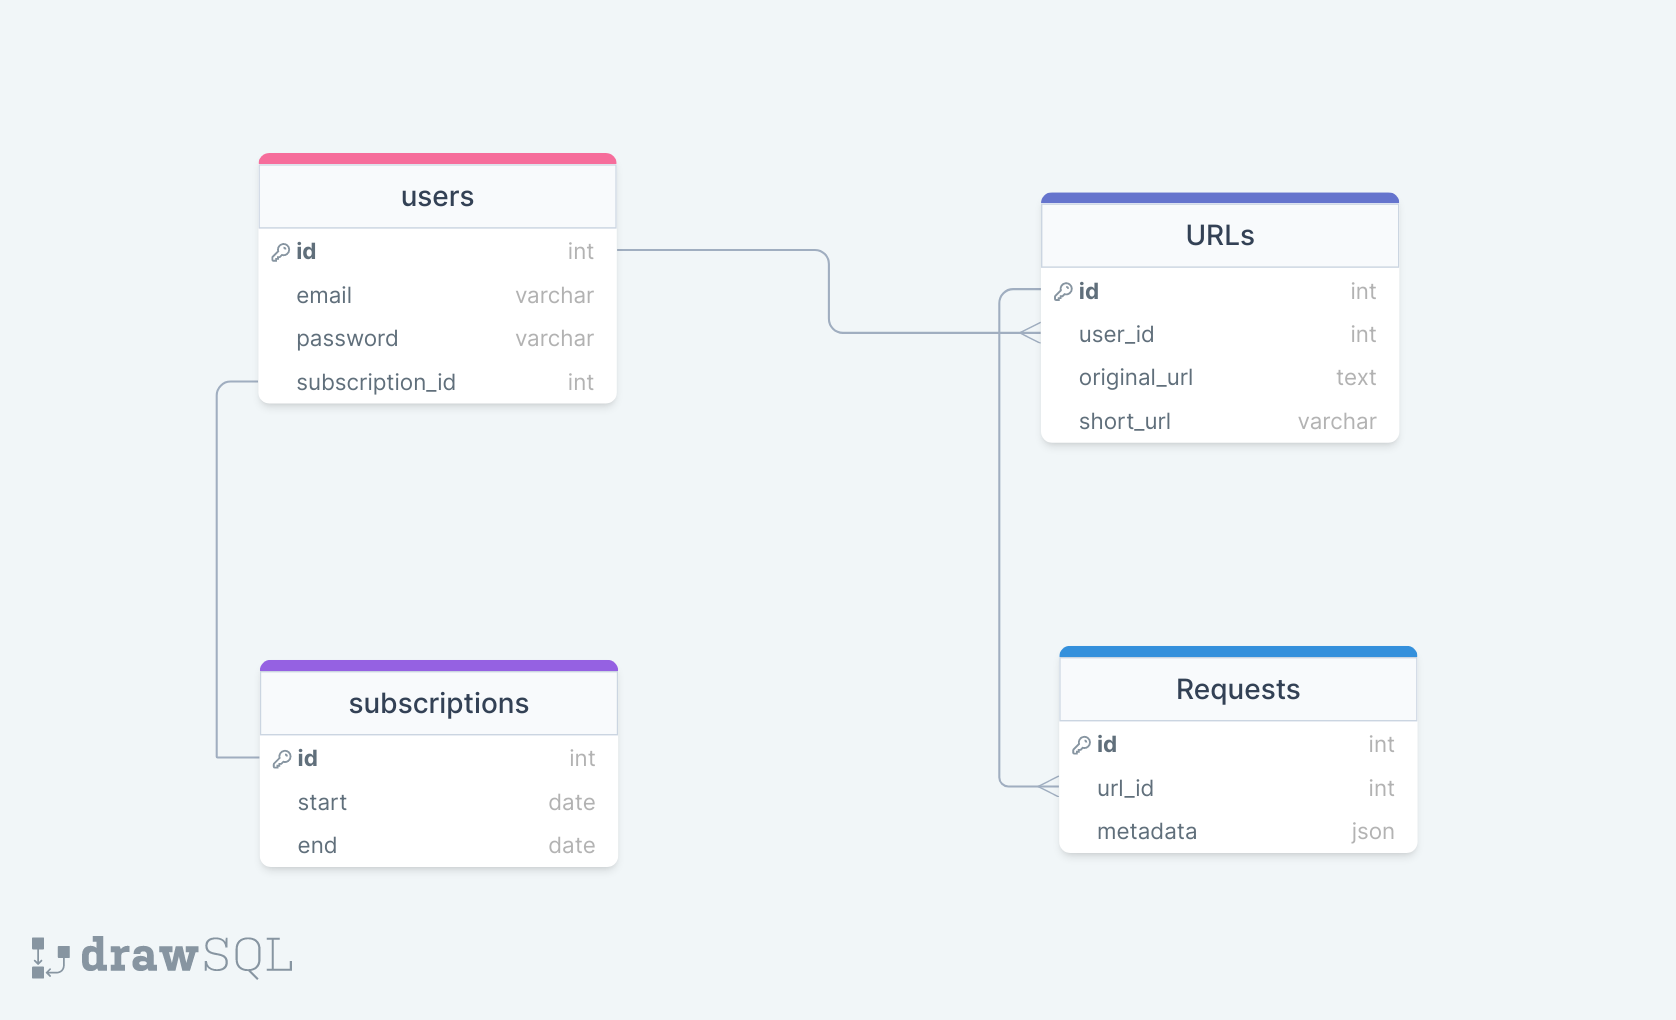 users
id int
email varchar
password varchar
subscription_id int
URLs
id int
user_id int
original_url text
short_url varchar
subscriptions
id int
start date
end date
Requests
id int
url_id int
metadata json
drawSQL